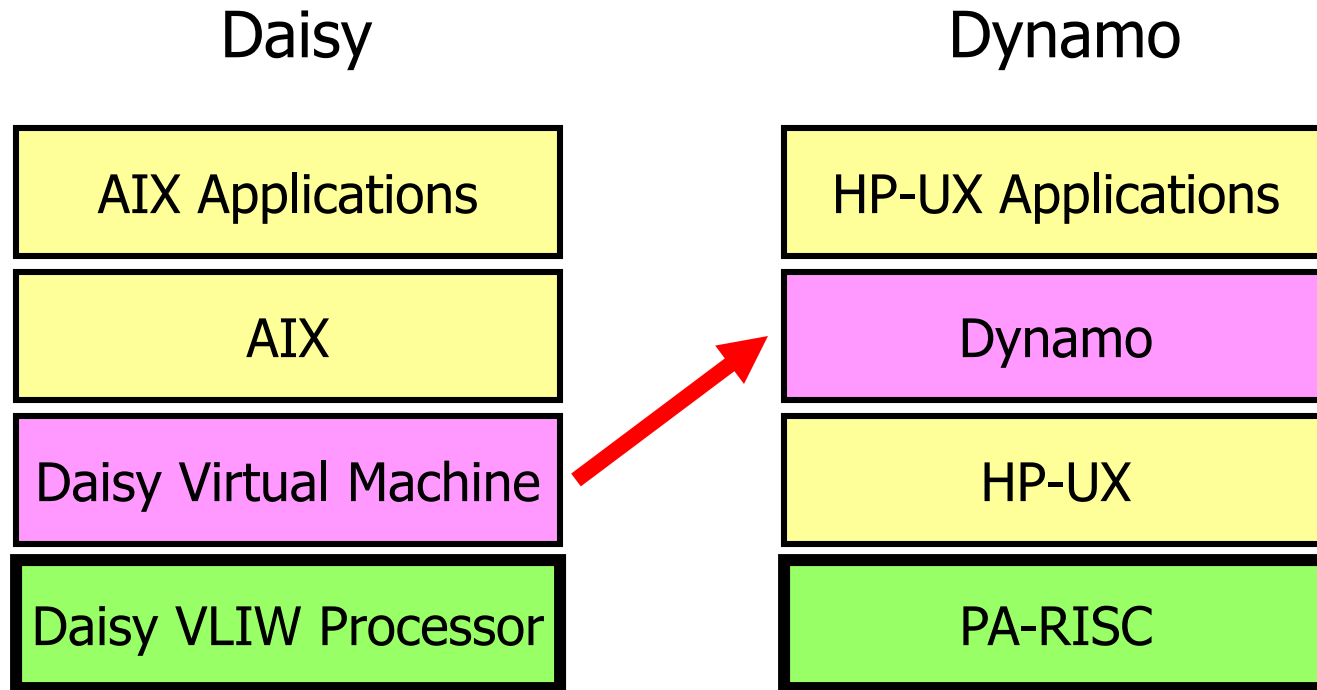 Daisy
AIX Applications
AIX
Daisy Virtual Machine
Daisy VLIW Processor
Dynamo
HP-UX Applications
Dynamo
HP-UX
PA-RISC